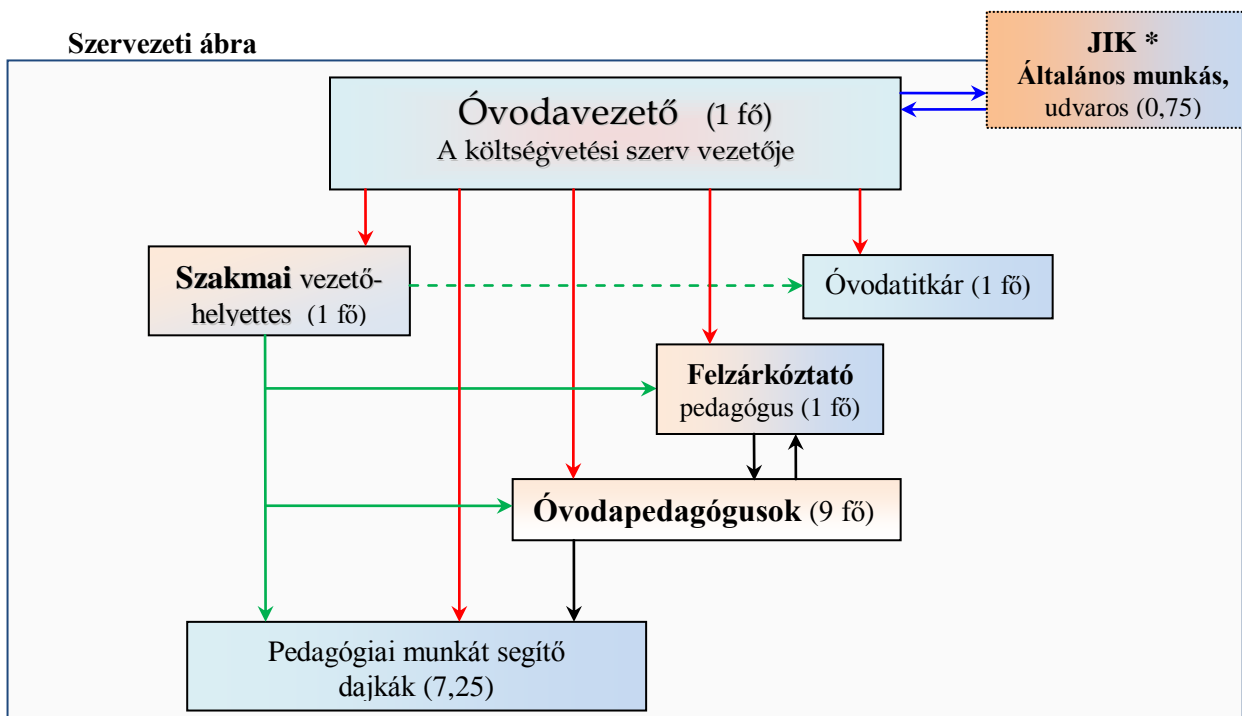 Szervezeti ábra
JIK *
Általános munkás,
udvaros (0,75)
Óvodavezető (1 fő)
A költségvetési szerv vezetője
Szakmai vezető-
helyettes (1 fő)
Óvodatitkár (1 fő)
Felzárkóztató
pedagógus (1 fő)
Óvodapedagógusok (9 fő)
Pedagógiai munkát segítő
dajkák (7,25)